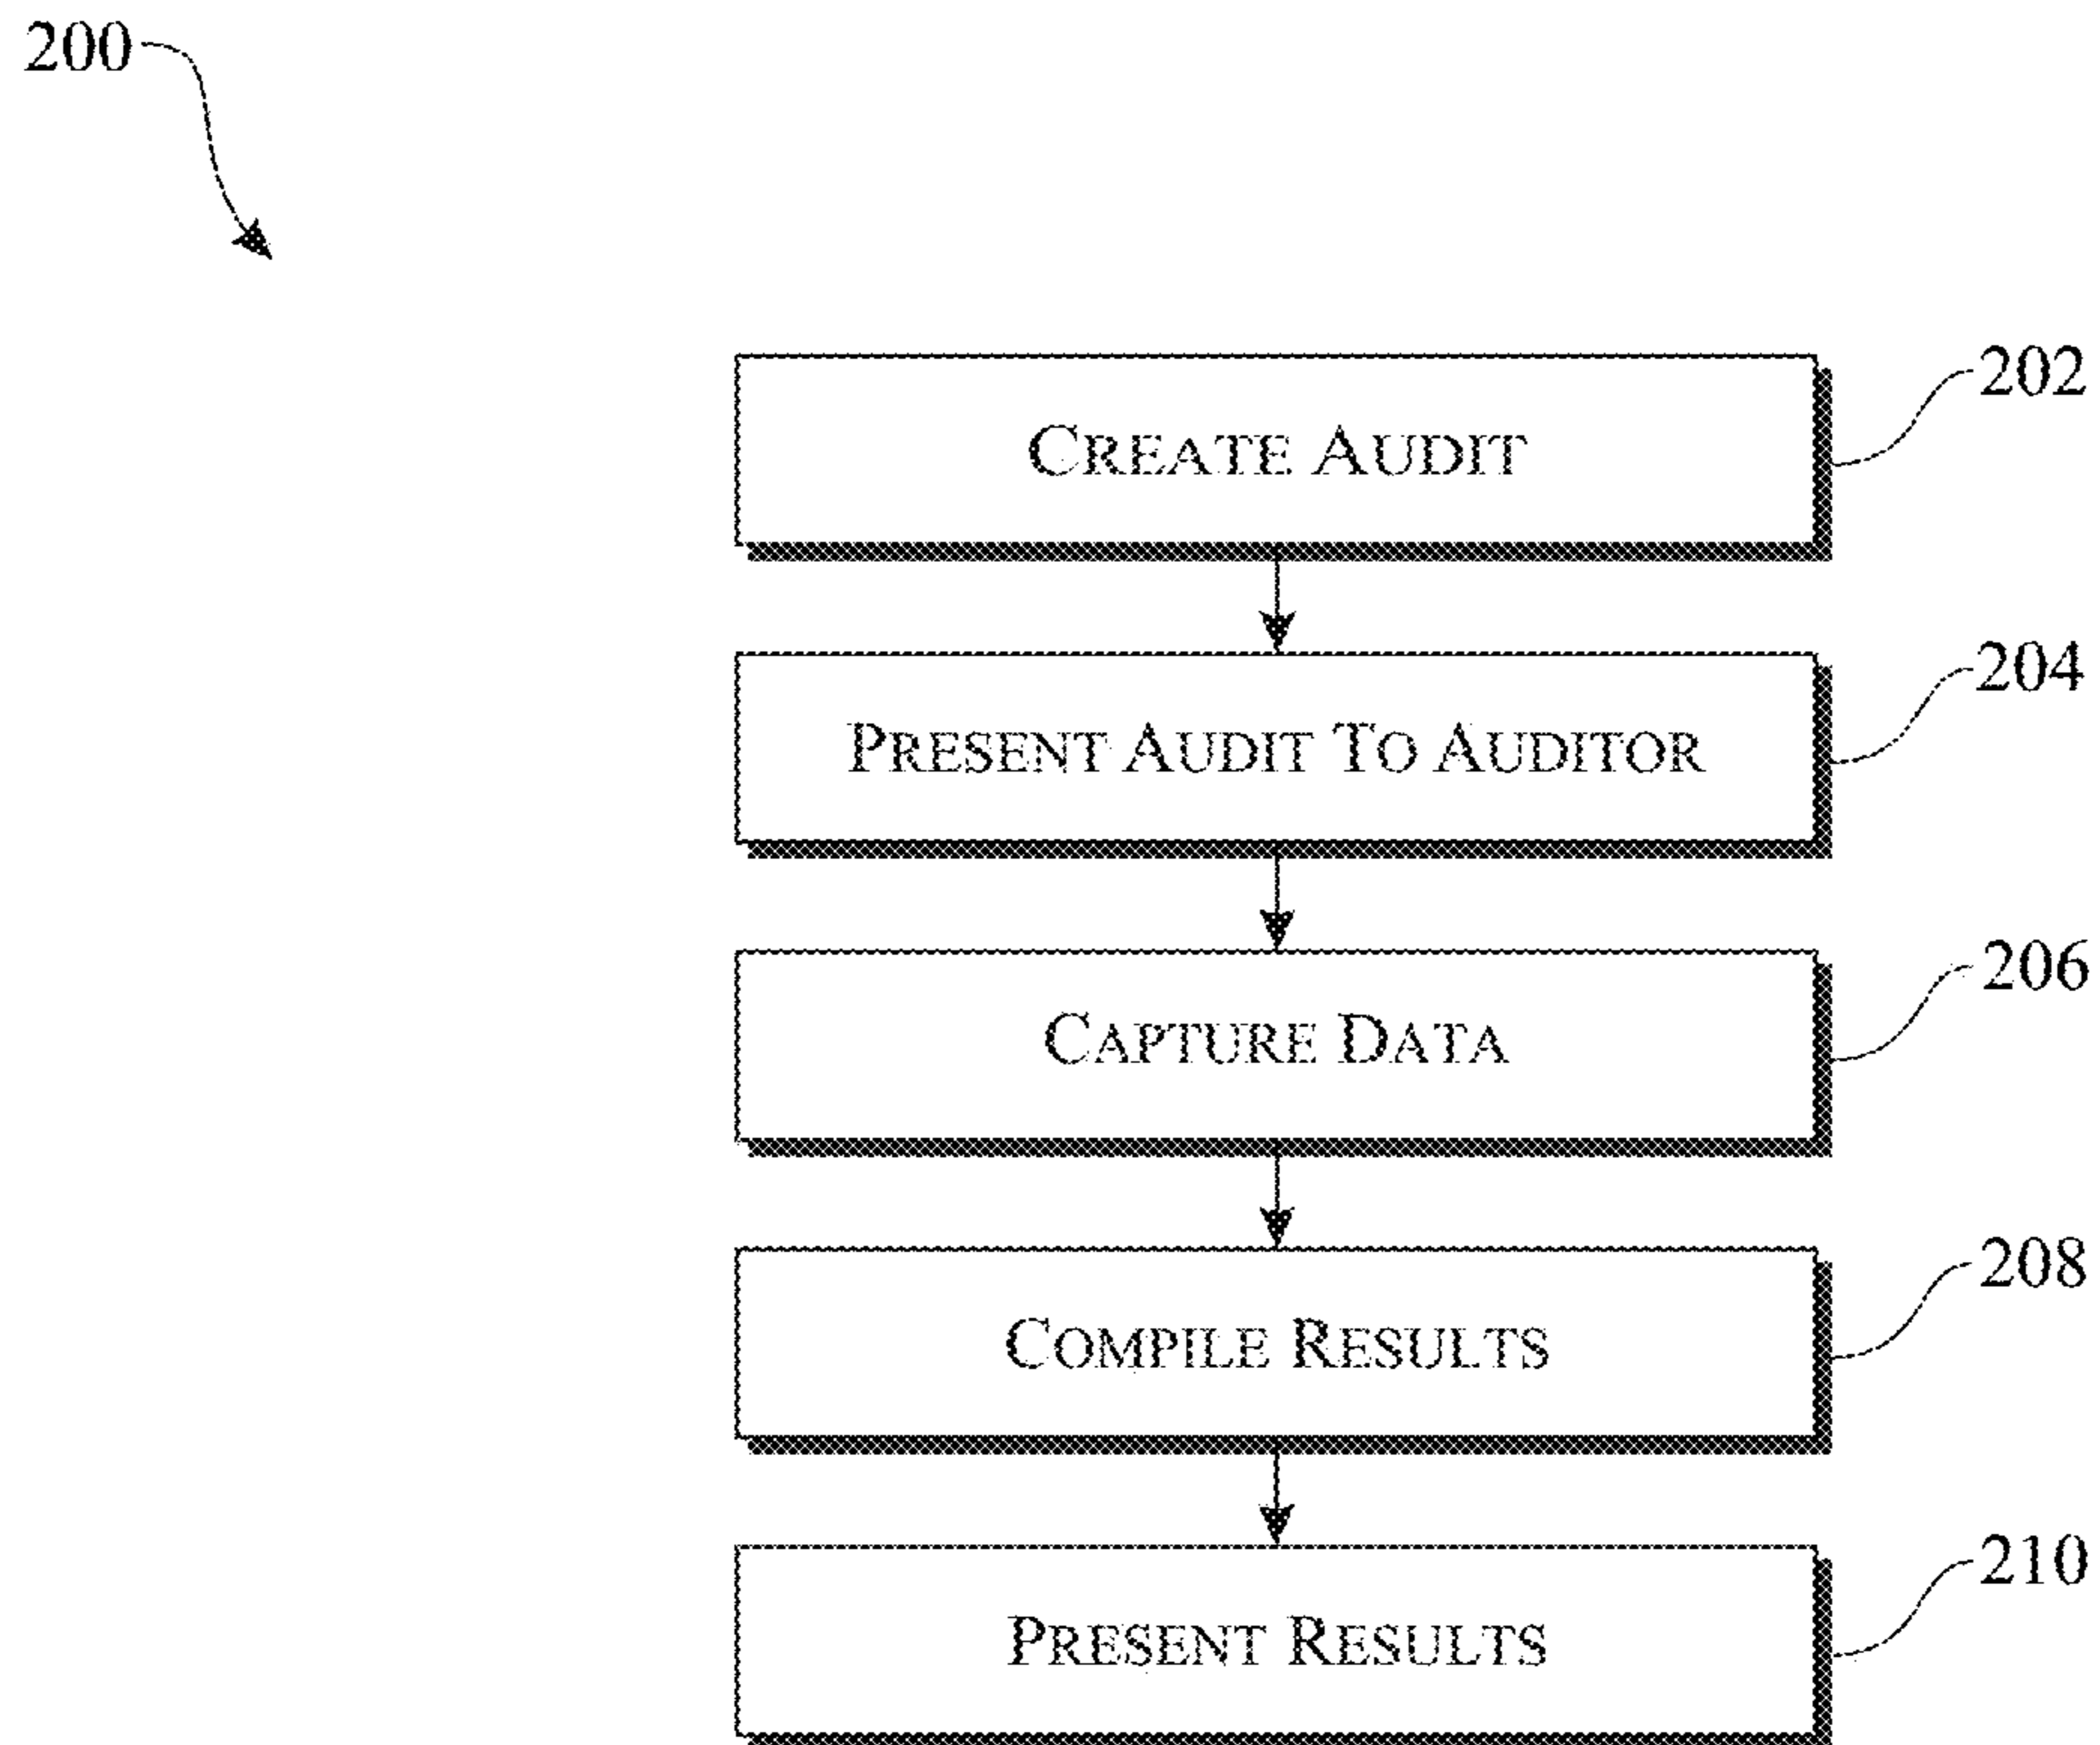 200
CREATE AUDIT
202
PRESENT AUDIT TO AUDITOR
204
CAPTURE DATA
206
COMPILE RESULTS
208
PRESENT RESULTS
210